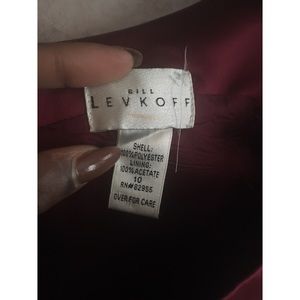 BILL
LEVKOFF
SHELL:
100%POLYESTER
LINING:
100%ACETATE
10
RN#82955
OVER FOR CARE